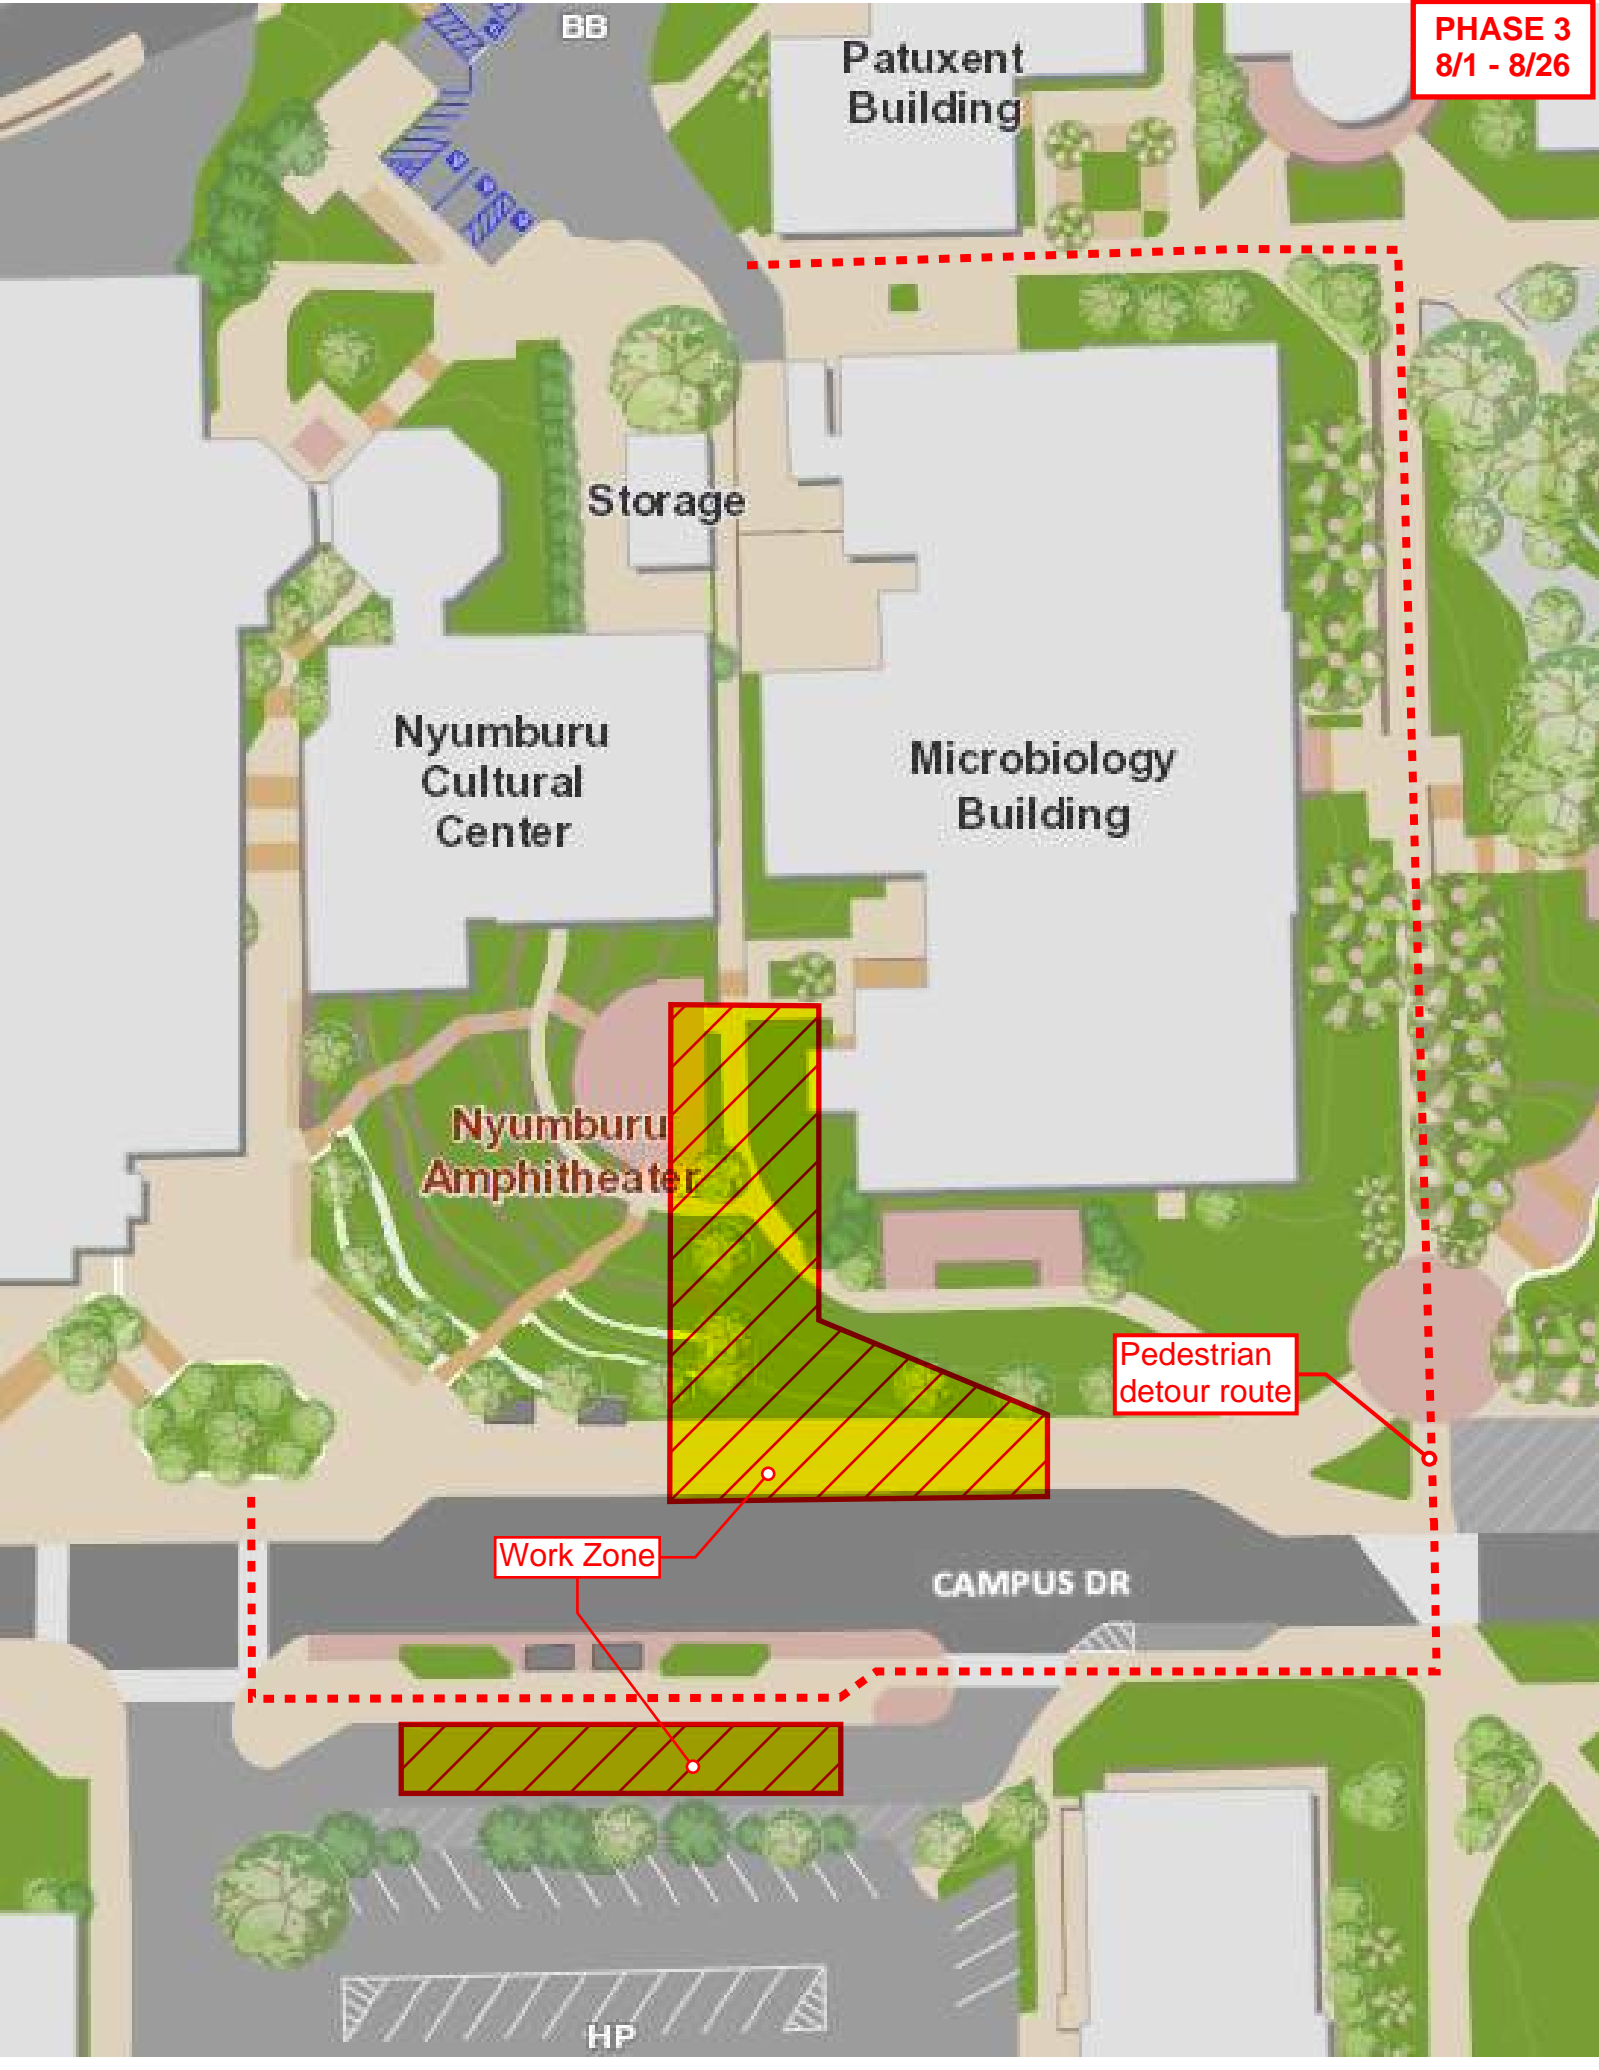 BB
PHASE 3
8/1 - 8/26
Patuxent
Building
Storage
Nyumburu
Cultural
Center
Microbiology
Building
Nyumburu
Amphitheater
Pedestrian
detour route
Work Zone
CAMPUS DR
HP